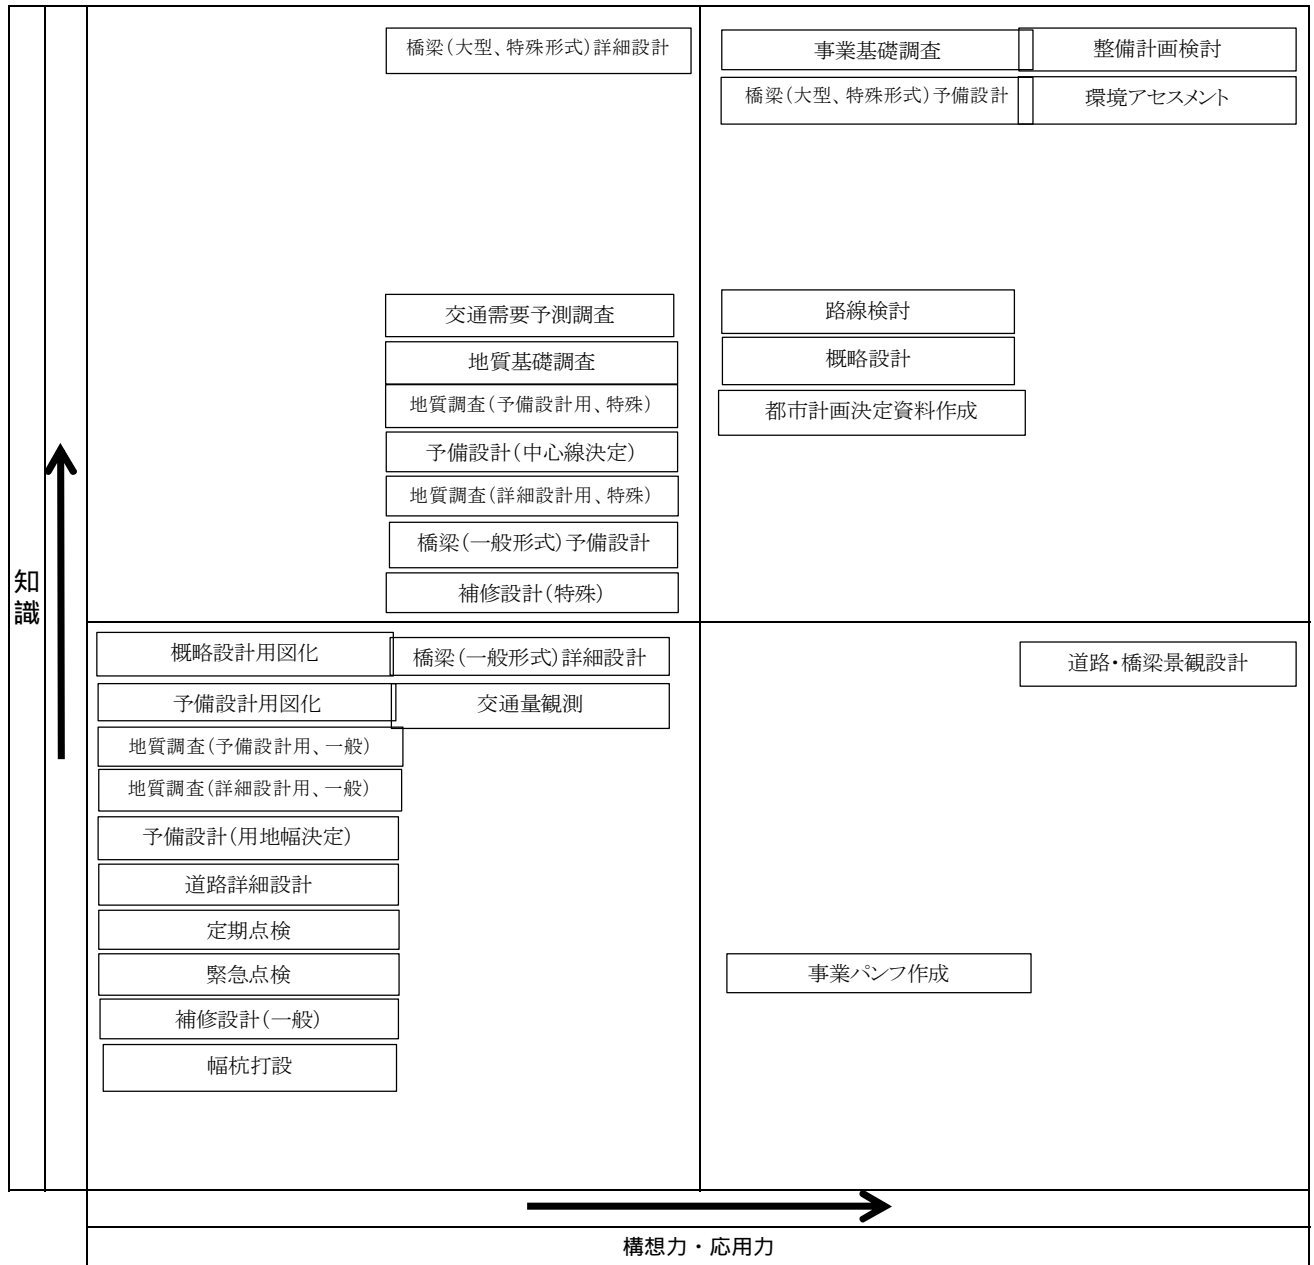 橋梁(大型、特殊形式)詳細設計
事業基礎調査
整備計画検討
橋梁(大型、特殊形式)予備設計
環境アセスメント
交通需要予測調査
地質基礎調査
地質調査(予備設計用、特殊)
予備設計(中心線決定)
地質調査(詳細設計用、特殊)
橋梁(一般形式)予備設計
補修設計(特殊)
路線検討
概略設計
都市計画決定資料作成
知識
概略設計用図化
橋梁(一般形式)詳細設計
予備設計用図化
交通量観測
地質調査(予備設計用、一般)
地質調査(詳細設計用、一般)
予備設計(用地幅決定)
道路詳細設計
定期点検
緊急点検
補修設計(一般)
幅杭打設
道路・橋梁景観設計
事業パンフ作成
構想力・応用力